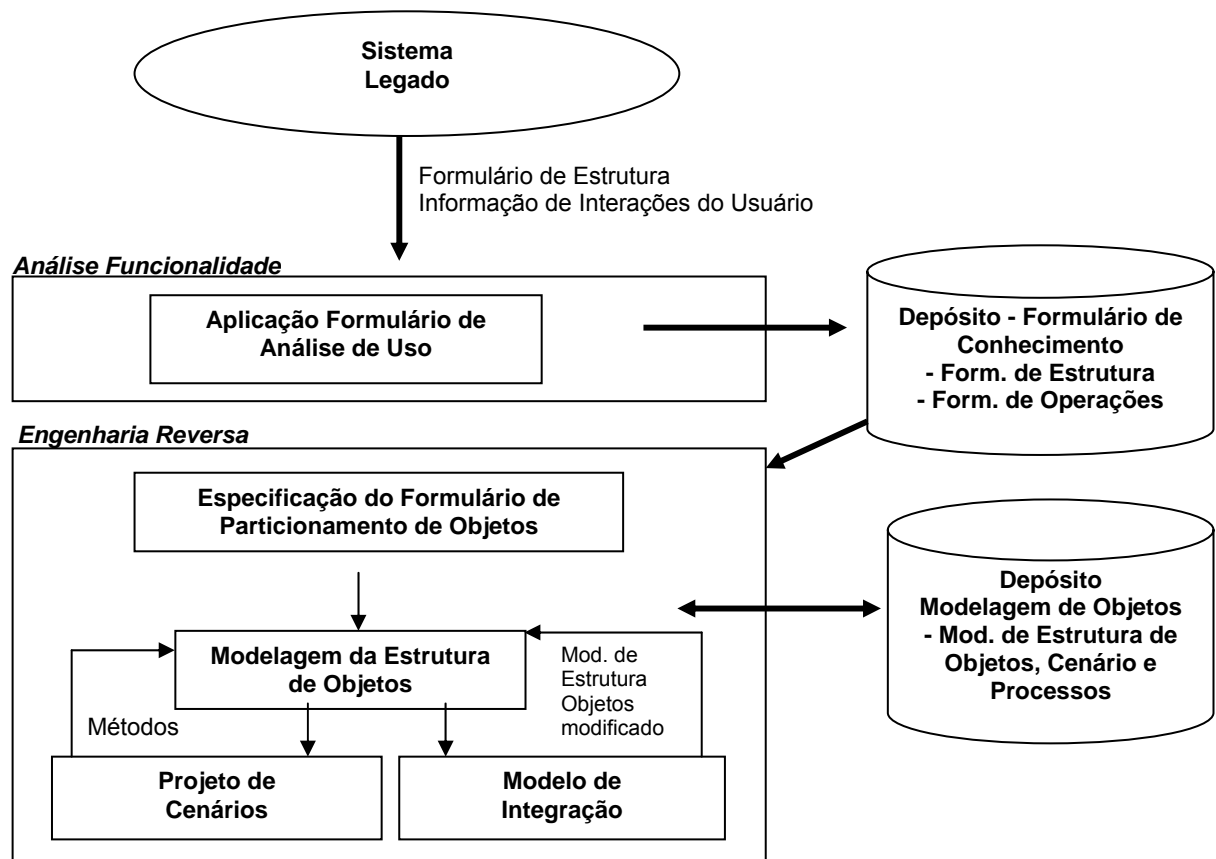 Sistema
Legado
Formulário de Estrutura
Informação de Interações do Usuário
Análise Funcionalidade
Aplicação Formulário de
Análise de Uso
Depósito - Formulário de
Conhecimento
- Form. de Estrutura
- Form. de Operações
Engenharia Reversa
Especificação do Formulário de
Particionamento de Objetos
Depósito
Modelagem de Objetos
- Mod. de Estrutura de
Objetos, Cenário e
Processos
Modelagem da Estrutura
de Objetos
Mod. de
Estrutura
Objetos
modificado
Métodos
Projeto de
Cenários
Modelo de
Integração